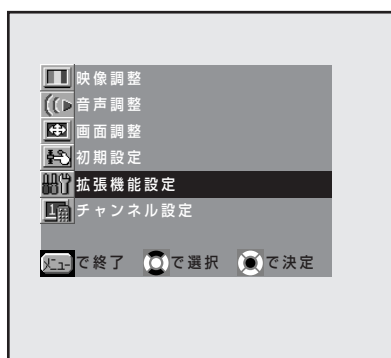 映像調整
音声調整
画面調整
初期設定
拡張機能設定
チャンネル設定
メニューで終了 で選択 で決定